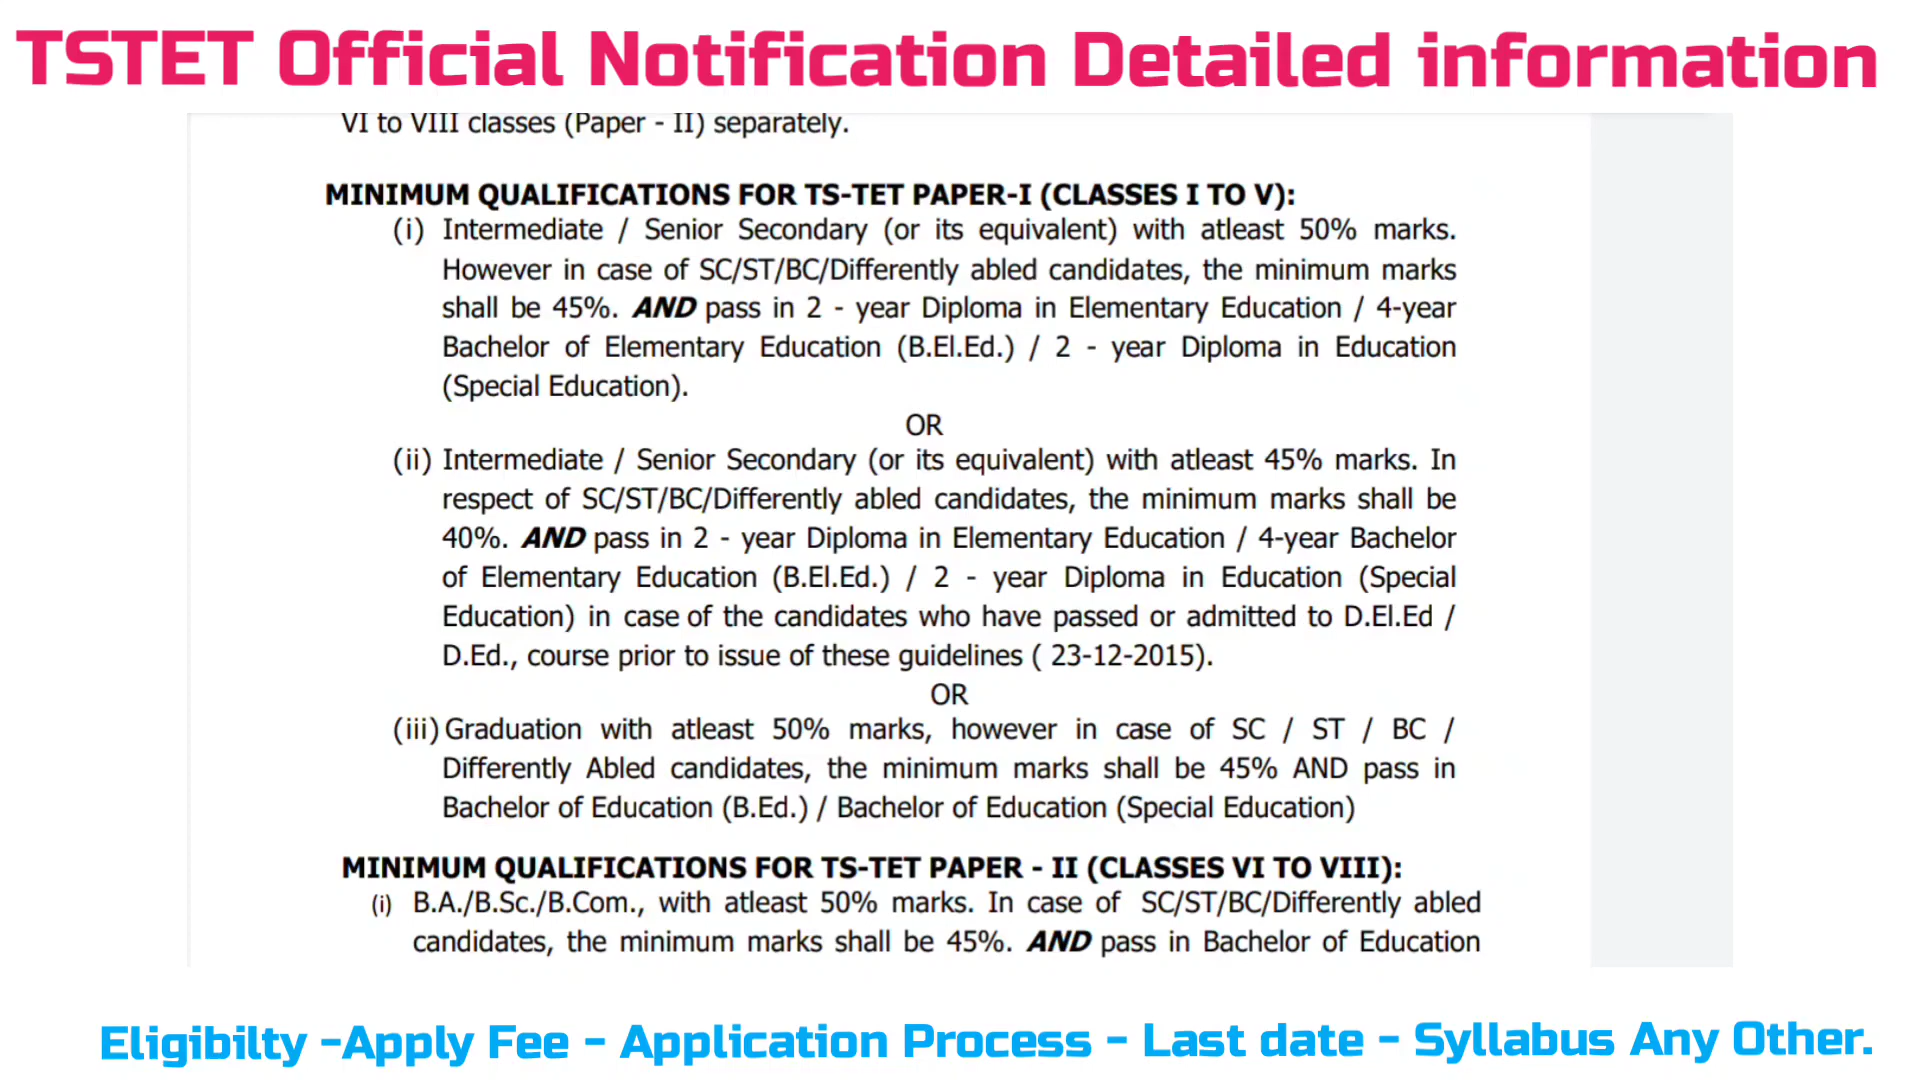 TSTET Official Notification Detailed information
VI to VIII classes (Paper - II) separately.
MINIMUM QUALIFICATIONS FOR TS-TET PAPER-I (CLASSES I TO V):
(i) Intermediate / Senior Secondary (or its equivalent) with atleast 50% marks.
However in case of SC/ST/BC/Differently abled candidates, the minimum marks
shall be 45%. AND pass in 2 - year Diploma in Elementary Education / 4-year
Bachelor of Elementary Education (B.El.Ed.) / 2 - year Diploma in Education
(Special Education).
OR
(ii) Intermediate / Senior Secondary (or its equivalent) with atleast 45% marks. In
respect of SC/ST/BC/Differently abled candidates, the minimum marks shall be
40%. AND pass in 2 - year Diploma in Elementary Education / 4-year Bachelor
of Elementary Education (B.El.Ed.) / 2 - year Diploma in Education (Special
Education) in case of the candidates who have passed or admitted to D.El.Ed /
D.Ed., course prior to issue of these guidelines ( 23-12-2015).
OR
(iii) Graduation with atleast 50% marks, however in case of SC / ST / BC /
Differently Abled candidates, the minimum marks shall be 45% AND pass in
Bachelor of Education (B.Ed.) / Bachelor of Education (Special Education)
MINIMUM QUALIFICATIONS FOR TS-TET PAPER - II (CLASSES VI TO VIII):
(i) B.A./B.Sc./B.Com., with atleast 50% marks. In case of SC/ST/BC/Differently abled
candidates, the minimum marks shall be 45%. AND pass in Bachelor of Education
Eligibilty -Apply Fee - Application Process - Last date - Syllabus Any Other.